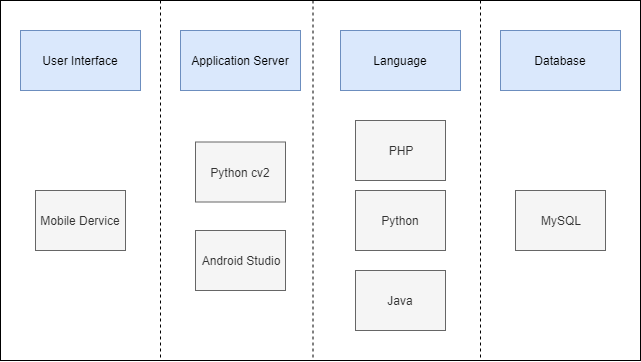 User Interface
Application Server
Language
Database
Mobile Dervice
Python cv2
Android Studio
PHP
Python
Java
MySQL